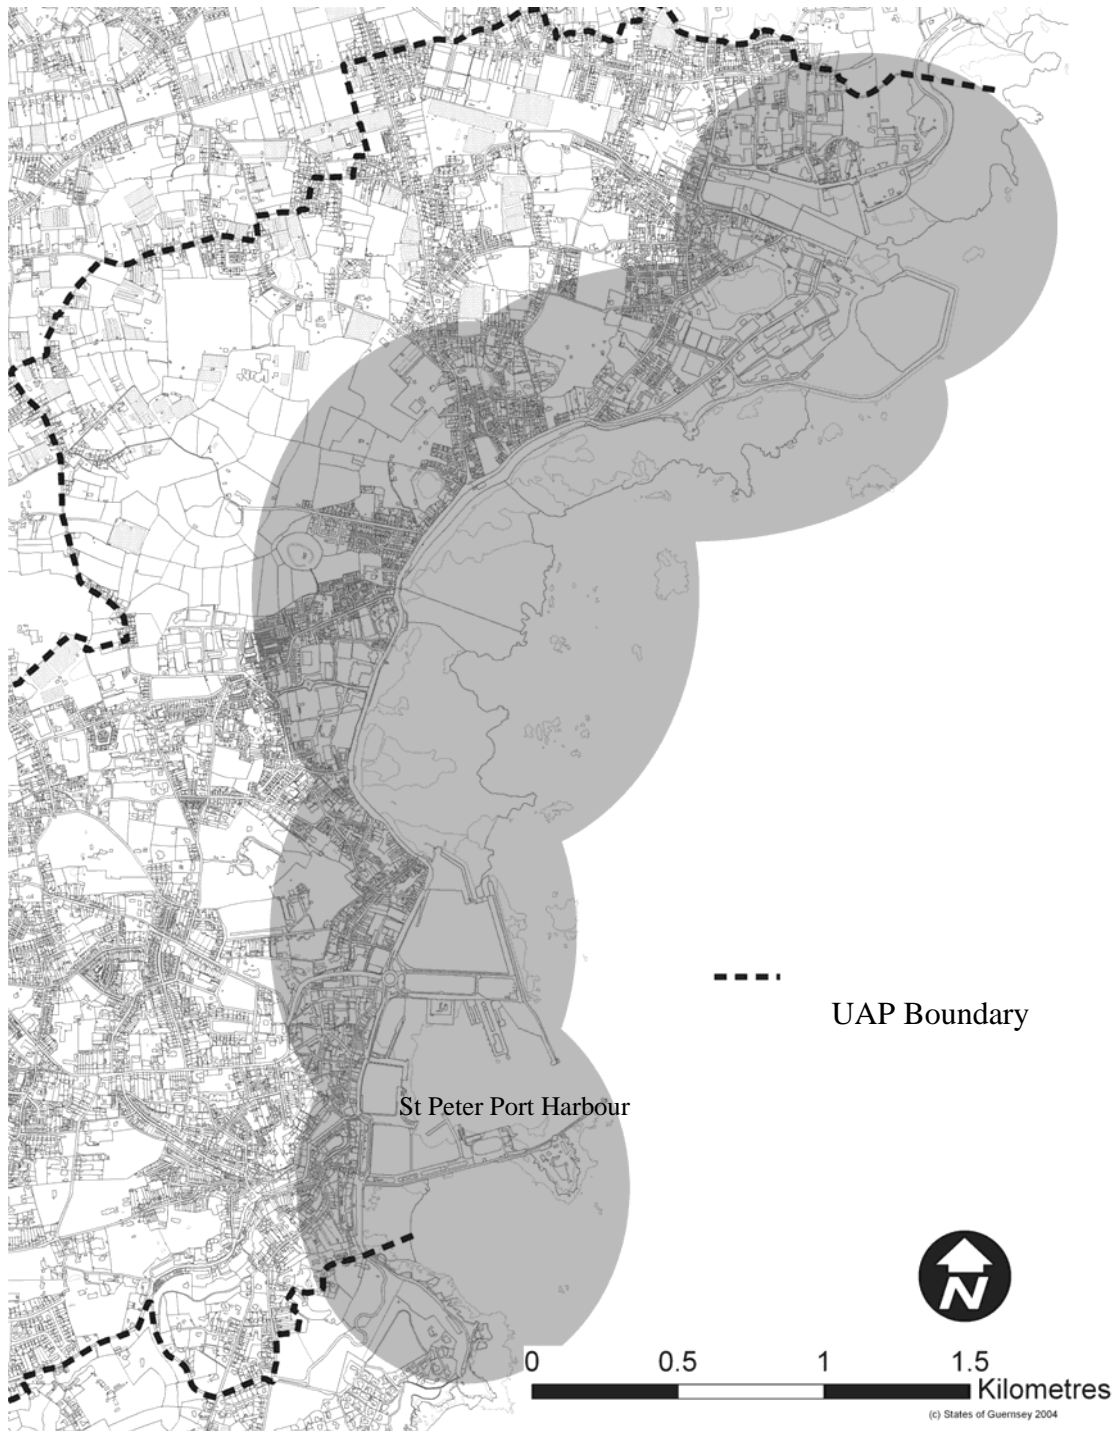 UAP Boundary
St Peter Port Harbour
N
0 0.5 1 1.5
Kilometres
(c) States of Guernsey 2004